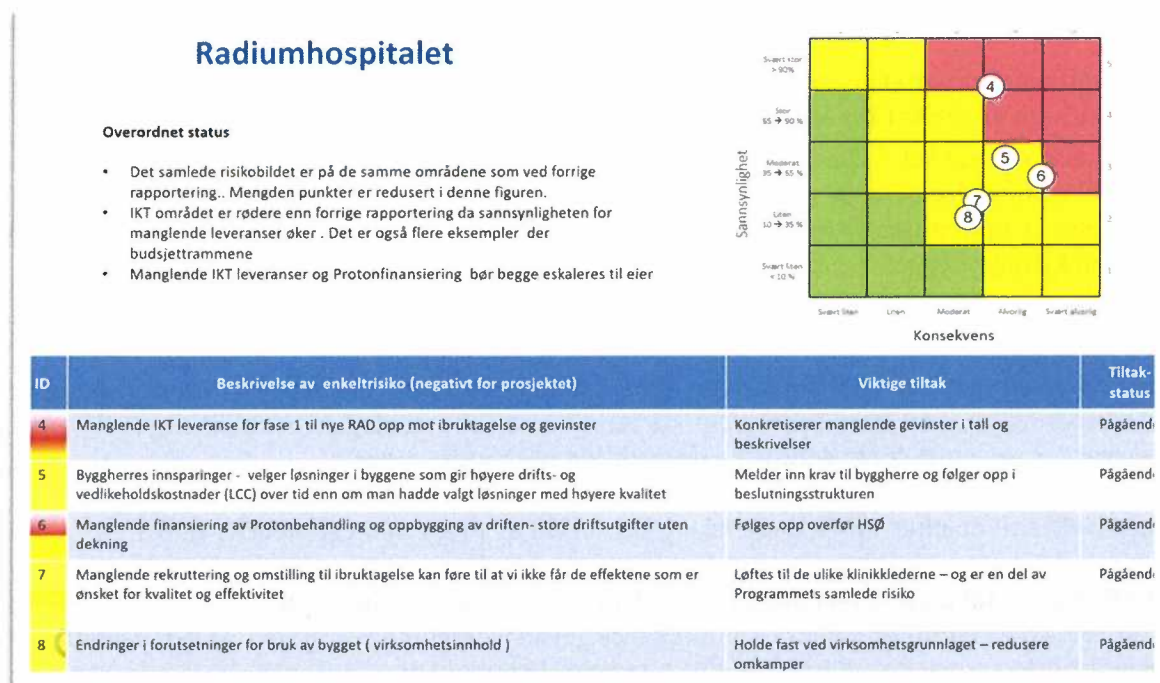 Radiumhospitalet
Overordnet status
• Det samlede risikobildet er på de samme områdene som ved forrige
rapportering.. Mengden punkter er redusert i denne figuren.
• IKT området er rødere enn forrige rapportering da sannsynligheten for
manglende leveranser øker . Det er også flere eksempler der
budsjettrammene
• Manglende IKT leveranser og Protonfinansiering bør begge eskaleres til eier
Sannsynlighet
Svært stor
> 90%
Stor
55 → 90 %
Moderat
35 → 55 %
Liten
10 → 35 %
Svært liten
< 10 %
4
5
6
7
8
5
4
3
2
1
Svært liten Liten Moderat Alvorlig Svært alvorlig
Konsekvens
ID Beskrivelse av enkeltrisiko (negativt for prosjektet) Viktige tiltak Tiltak-
status
4 Manglende IKT leveranse for fase 1 til nye RAD opp mot ibruktagelse og gevinster Konkretiserer manglende gevinster i tall og Pågåend
beskrivelser
5 Byggherres innsparinger - velger løsninger i byggene som gir høyere drifts- og Melder inn krav til byggherre og følger opp i Pågåend
vedlikeholdskostnader (LCC) over tid enn om man hadde valgt løsninger med høyere kvalitet beslutningsstrukturen
6 Manglende finansiering av Protonbehandling og oppbygging av driften- store driftsutgifter uten Følges opp overfør HSØ Pågåend
dekning
7 Manglende rekruttering og omstilling til ibruktagelse kan føre til at vi ikke får de effektene som er Løftes til de ulike klinikklederne – og er en del av Pågåend
ønsket for kvalitet og effektivitet Programmets samlede risiko
8 Endringer i forutsetninger for bruk av bygget ( virksomhetsinnhold ) Holde fast ved virksomhetsgrunnlaget – redusere Pågåend
omkamper